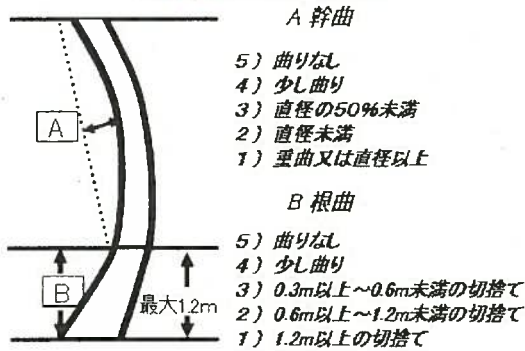 A 幹曲
5）曲りなし
4）少し曲り
3）直径の50%未満
2）直径未満
1）重曲又は直径以上
A
B 根曲
5）曲りなし
4）少し曲り
3）0.3m以上～0.6m未満の切捨て
2）0.6m以上～1.2m未満の切捨て
1）1.2m以上の切捨て
B
最大1.2m